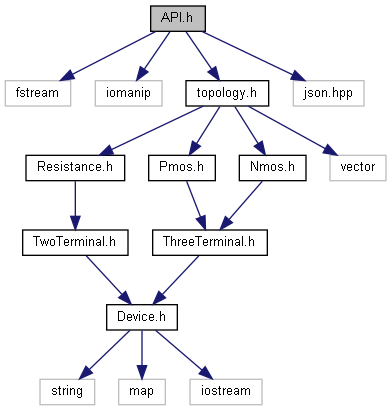 API.h
fstream
iomanip
topology.h
json.hpp
Resistance.h
Pmos.h
Nmos.h
vector
TwoTerminal.h
ThreeTerminal.h
Device.h
string
map
iostream